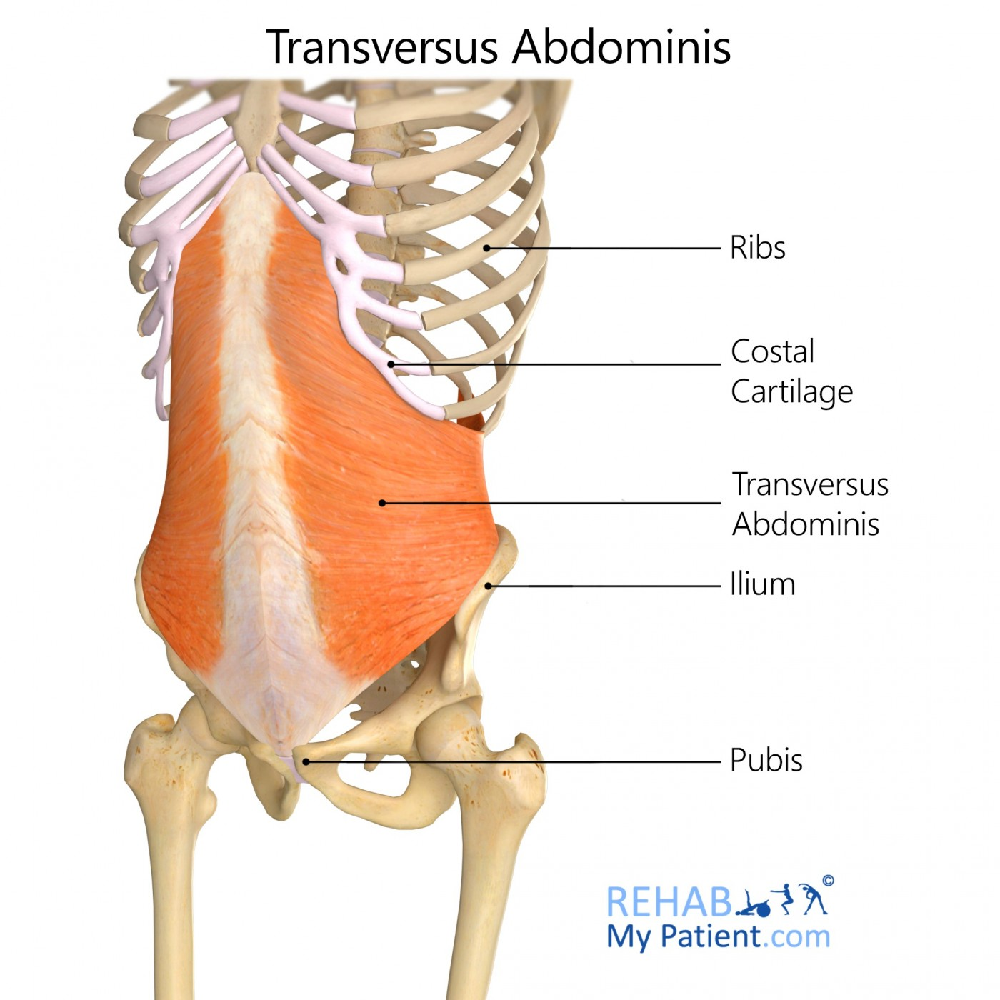 Transversus Abdominis
Ribs
Costal
Cartilage
Transversus
Abdominis
Ilium
Pubis
REHAB ©
My Patient.com